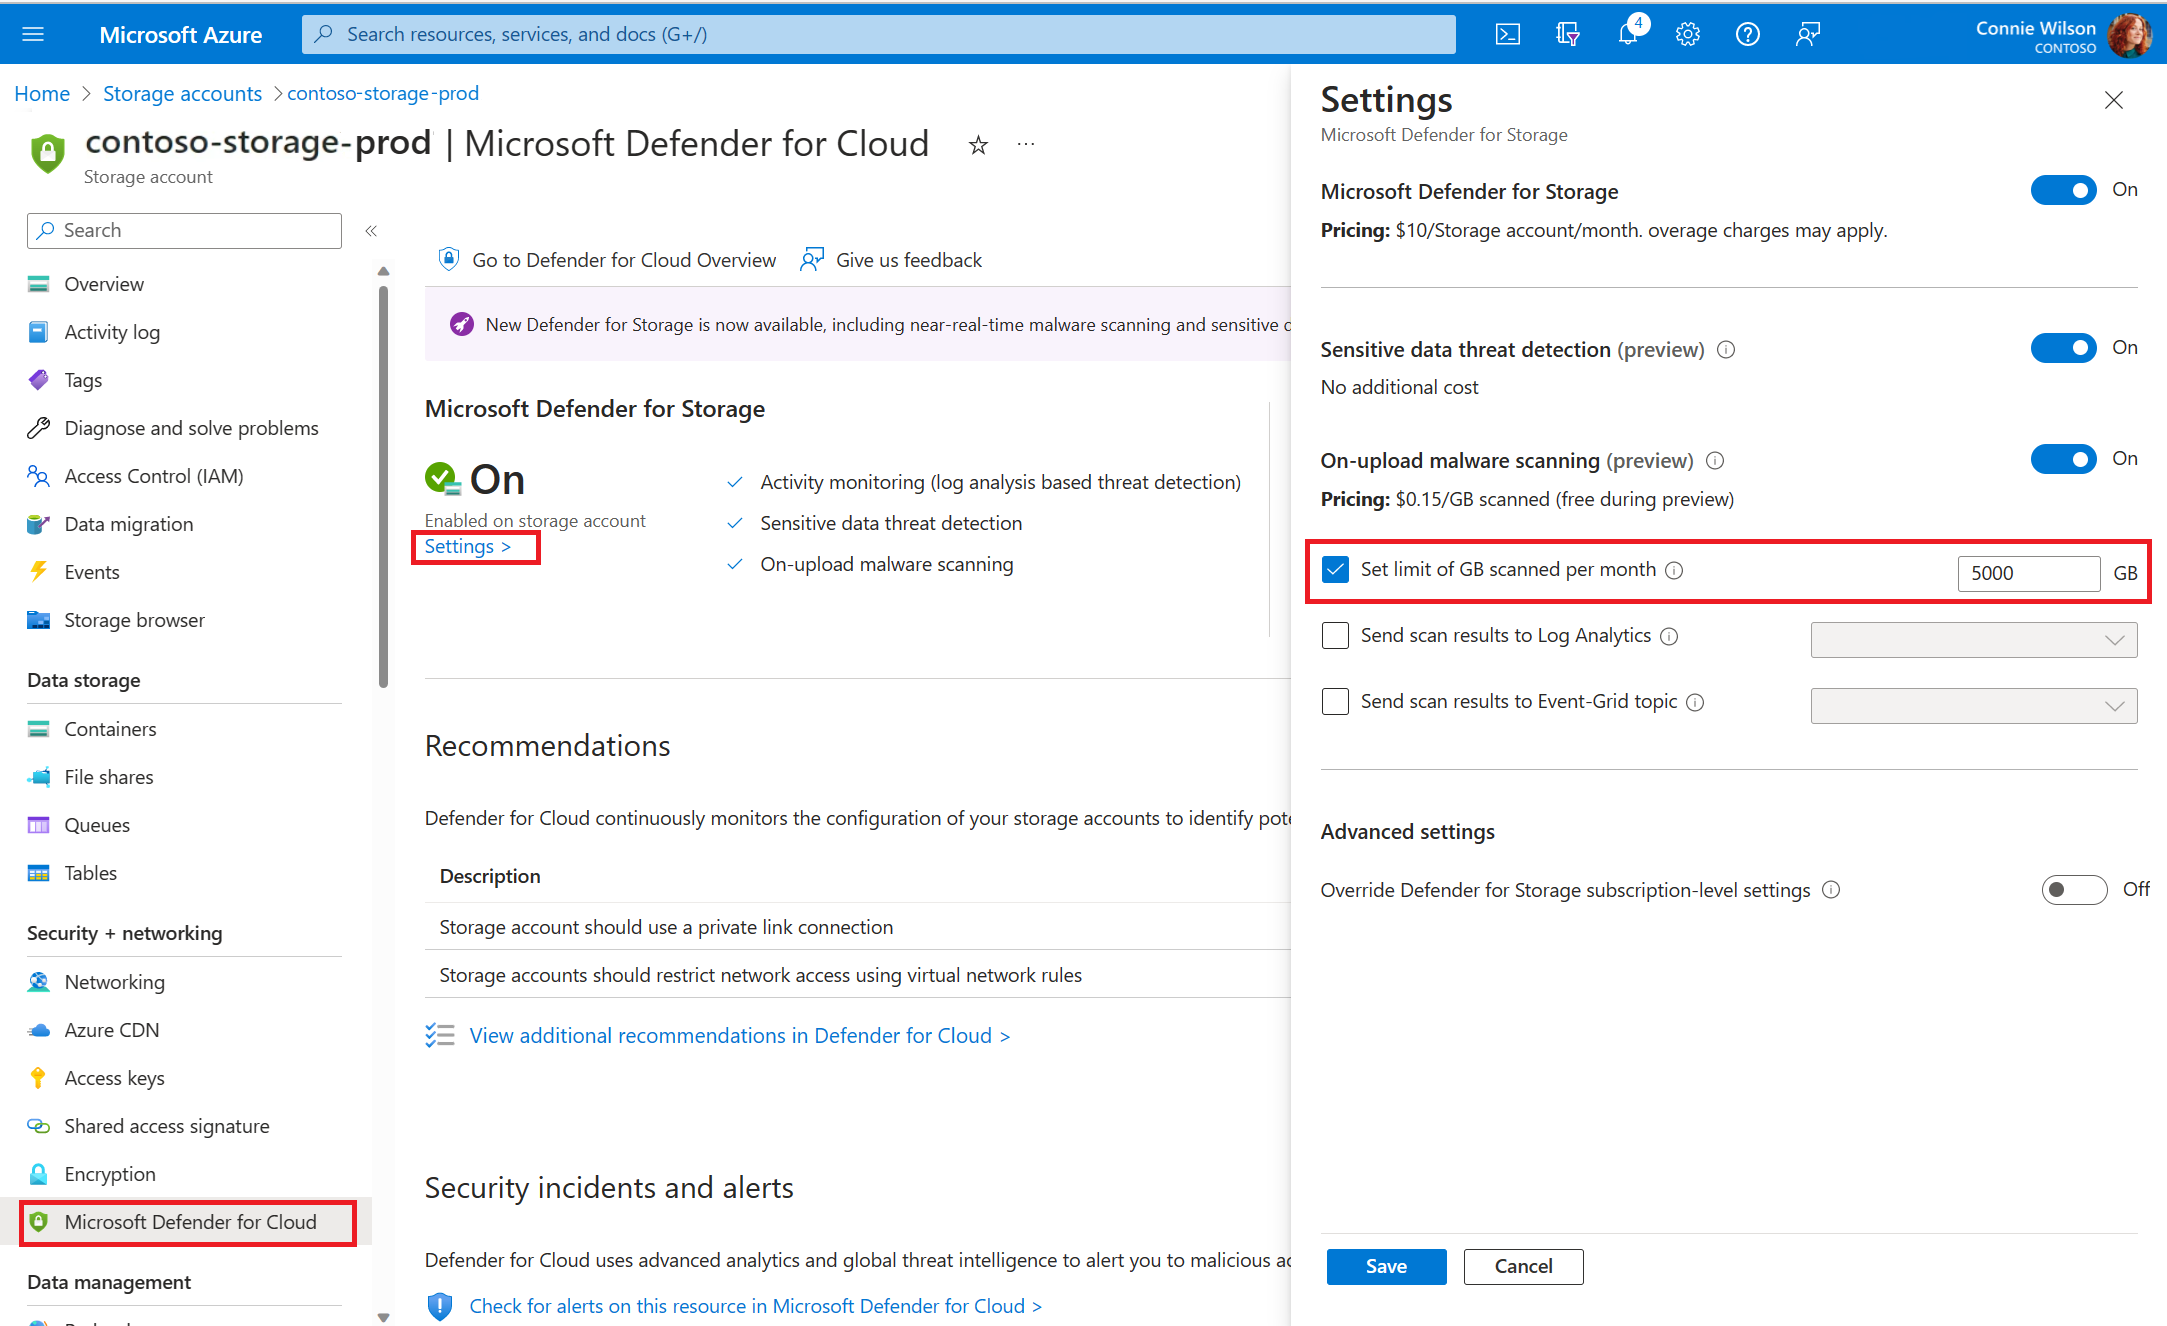 Microsoft Azure
Search resources, services, and docs (G+/)
4
Connie Wilson
CONTOSO
Home > Storage accounts > contoso-storage-prod
contoso-storage-prod | Microsoft Defender for Cloud
Storage account
Search
Overview
Activity log
Tags
Diagnose and solve problems
Access Control (IAM)
Data migration
Events
Storage browser
Data storage
Containers
File shares
Queues
Tables
Security + networking
Networking
Azure CDN
Access keys
Shared access signature
Encryption
Microsoft Defender for Cloud
Data management
Go to Defender for Cloud Overview
Give us feedback
New Defender for Storage is now available, including near-real-time malware scanning and sensitive
Microsoft Defender for Storage
On
Enabled on storage account
Settings >
Activity monitoring (log analysis based threat detection)
Sensitive data threat detection
On-upload malware scanning
Recommendations
Defender for Cloud continuously monitors the configuration of your storage accounts to identify
Description
Storage account should use a private link connection
Storage accounts should restrict network access using virtual network rules
View additional recommendations in Defender for Cloud >
Security incidents and alerts
Defender for Cloud uses advanced analytics and global threat intelligence to alert you to malicious
Check for alerts on this resource in Microsoft Defender for Cloud >
Settings
Microsoft Defender for Storage
Microsoft Defender for Storage
On
Pricing: $10/Storage account/month. overage charges may apply.
Sensitive data threat detection (preview)
On
No additional cost
On-upload malware scanning (preview)
On
Pricing: $0.15/GB scanned (free during preview)
Set limit of GB scanned per month
5000
GB
Send scan results to Log Analytics
Send scan results to Event-Grid topic
Advanced settings
Override Defender for Storage subscription-level settings
Off
Save
Cancel